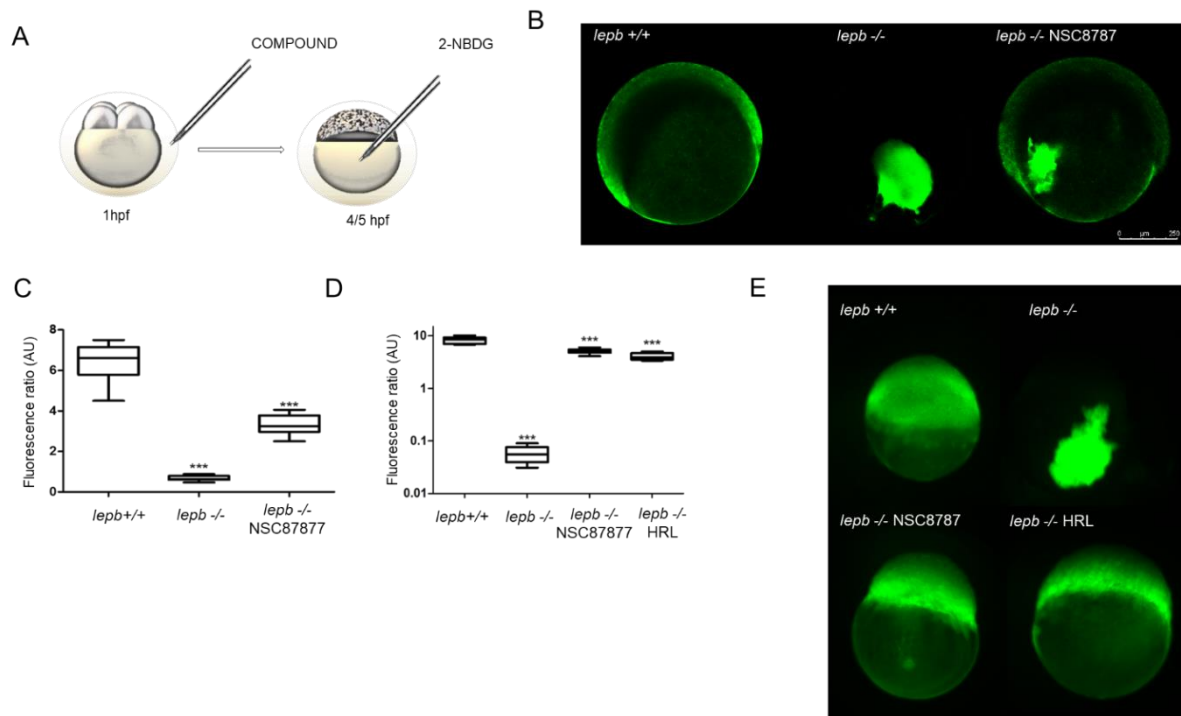 A
COMPOUND
2-NBDG
1hpf
4/5 hpf
B
lepb +/+
lepb -/-
lepb -/- NSC8787
0
µm
250
C
Fluorescence ratio (AU)
8
6
4
2
0
***
***
lepb+/+
lepb -/-
lepb -/-
NSC87877
D
Fluorescence ratio (AU)
10
1
0.1
0.01
***
***
***
lepb+/+
lepb -/-
lepb -/-
NSC87877
lepb -/-
HRL
E
lepb +/+
lepb -/-
lepb -/- NSC8787
lepb -/- HRL